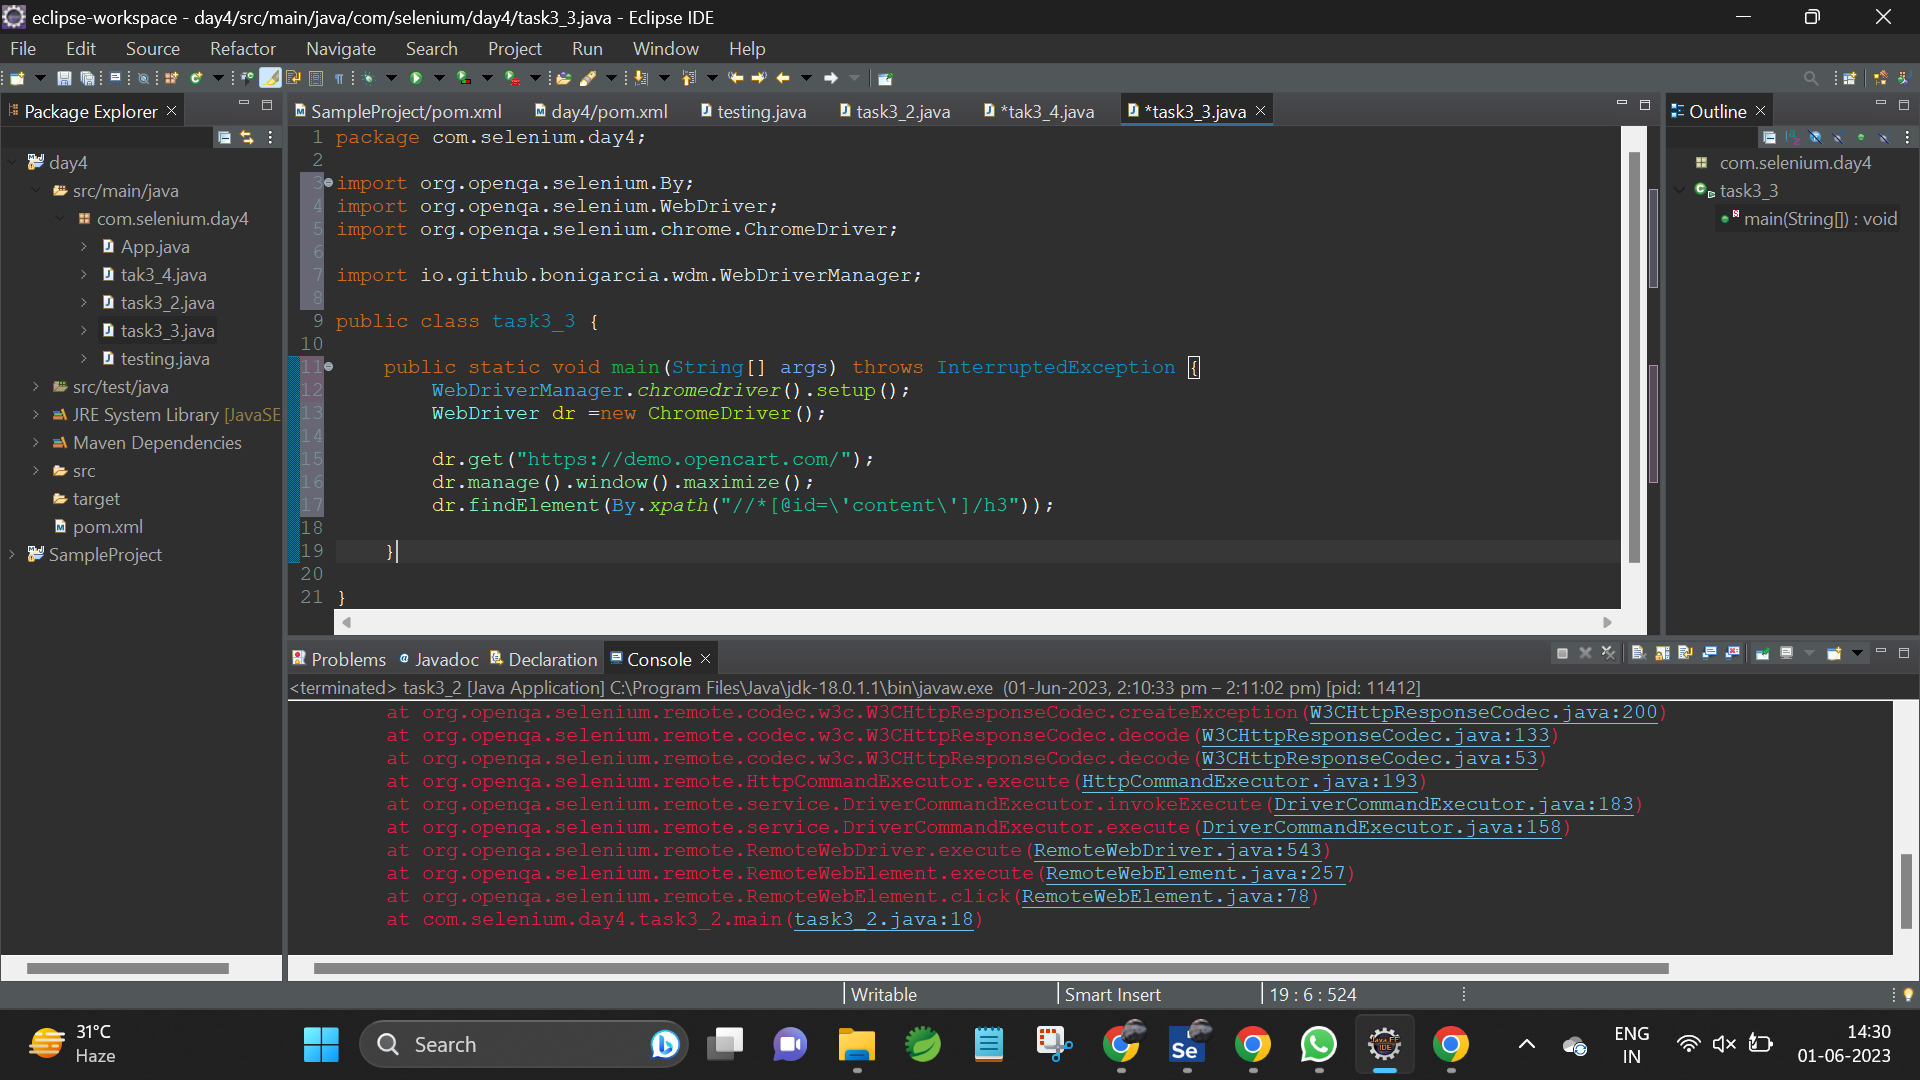 eclipse-workspace - day4/src/main/java/com/selenium/day4/task3_3.java - Eclipse IDE
File Edit Source Refactor Navigate Search Project Run Window Help
Package Explorer
day4
src/main/java
com.selenium.day4
App.java
tak3_4.java
task3_2.java
task3_3.java
testing.java
src/test/java
JRE System Library [JavaSE
Maven Dependencies
src
target
pom.xml
SampleProject
SampleProject/pom.xml day4/pom.xml testing.java task3_2.java *tak3_4.java *task3_3.java
1 package com.selenium.day4;
2
3 import org.openqa.selenium.By;
4 import org.openqa.selenium.WebDriver;
5 import org.openqa.selenium.chrome.ChromeDriver;
6
7 import io.github.bonigarcia.wdm.WebDriverManager;
8
9 public class task3_3 {
10
11 public static void main(String[] args) throws InterruptedException {
12 WebDriverManager.chromedriver().setup();
13 WebDriver dr =new ChromeDriver();
14
15 dr.get("https://demo.opencart.com/");
16 dr.manage().window().maximize();
17 dr.findElement(By.xpath("//*[@id=\'content\']/h3"));
18
19 }
20
21 }
Outline
com.selenium.day4
task3_3
main(String[]) : void
Problems Javadoc Declaration Console
<terminated> task3_2 [Java Application] C:\Program Files\Java\jdk-18.0.1.1\bin\javaw.exe (01-Jun-2023, 2:10:33 pm – 2:11:02 pm) [pid: 11412]
at org.openqa.selenium.remote.codec.w3c.W3CHttpResponseCodec.createException(W3CHttpResponseCodec.java:200)
at org.openqa.selenium.remote.codec.w3c.W3CHttpResponseCodec.decode(W3CHttpResponseCodec.java:133)
at org.openqa.selenium.remote.codec.w3c.W3CHttpResponseCodec.decode(W3CHttpResponseCodec.java:53)
at org.openqa.selenium.remote.HttpCommandExecutor.execute(HttpCommandExecutor.java:193)
at org.openqa.selenium.remote.service.DriverCommandExecutor.invokeExecute(DriverCommandExecutor.java:183)
at org.openqa.selenium.remote.service.DriverCommandExecutor.execute(DriverCommandExecutor.java:158)
at org.openqa.selenium.remote.RemoteWebDriver.execute(RemoteWebDriver.java:543)
at org.openqa.selenium.remote.RemoteWebElement.execute(RemoteWebElement.java:257)
at org.openqa.selenium.remote.RemoteWebElement.click(RemoteWebElement.java:78)
at com.selenium.day4.task3_2.main(task3_2.java:18)
Writable Smart Insert 19 : 6 : 524
31°C
Haze
Search
Se
ENG
IN
14:30
01-06-2023